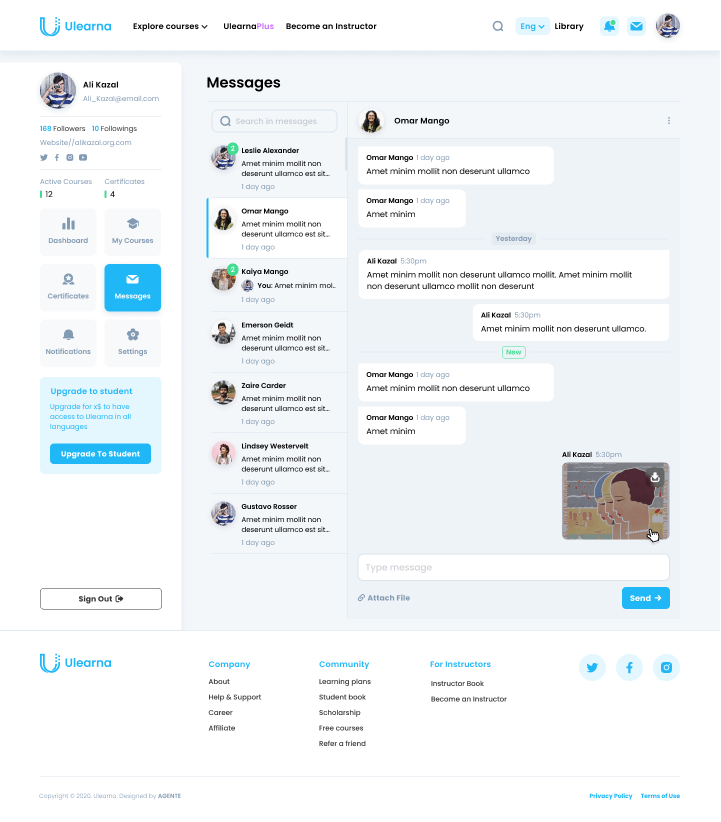 Ulearna
Explore courses
UlearnaPlus
Become an Instructor
Eng
Library
Ali Kazal
Ali_Kazal@email.com
168 Followers
10 Followings
Website//alikazal.org.com
Active Courses
Certificates
12
4
Dashboard
My Courses
Certificates
Messages
Notifications
Settings
Upgrade to student
Upgrade for x$ to have
access to Ulearna in all
languages
Upgrade To Student
Sign Out
Messages
Search in messages
2
Leslie Alexander
Amet minim mollit non
deserunt ullamco est sit...
1 day ago
Omar Mango
Amet minim mollit non
deserunt ullamco est sit...
1 day ago
2
Kaiya Mango
You: Amet minim mol..
1 day ago
Emerson Geidt
Amet minim mollit non
deserunt ullamco est sit...
1 day ago
Zaire Carder
Amet minim mollit non
deserunt ullamco est sit...
1 day ago
Lindsey Westervelt
Amet minim mollit non
deserunt ullamco est sit...
1 day ago
Gustavo Rosser
Amet minim mollit non
deserunt ullamco est sit...
1 day ago
Omar Mango
Omar Mango 1 day ago
Amet minim mollit non deserunt ullamco
Omar Mango 1 day ago
Amet minim
Yesterday
Ali Kazal 5:30pm
Amet minim mollit non deserunt ullamco mollit. Amet minim mollit
non deserunt ullamco mollit non deserunt
Ali Kazal 5:30pm
Amet minim mollit non deserunt ullamco.
New
Omar Mango 1 day ago
Amet minim mollit non deserunt ullamco
Omar Mango 1 day ago
Amet minim
Ali Kazal 5:30pm
Type message
Attach File
Send
Ulearna
Company
About
Help & Support
Career
Affiliate
Community
Learning plans
Student book
Scholarship
Free courses
Refer a friend
For Instructors
Instructor Book
Become an Instructor
Copyright © 2020. Ulearna. Designed by AGENTE
Privacy Policy
Terms of Use